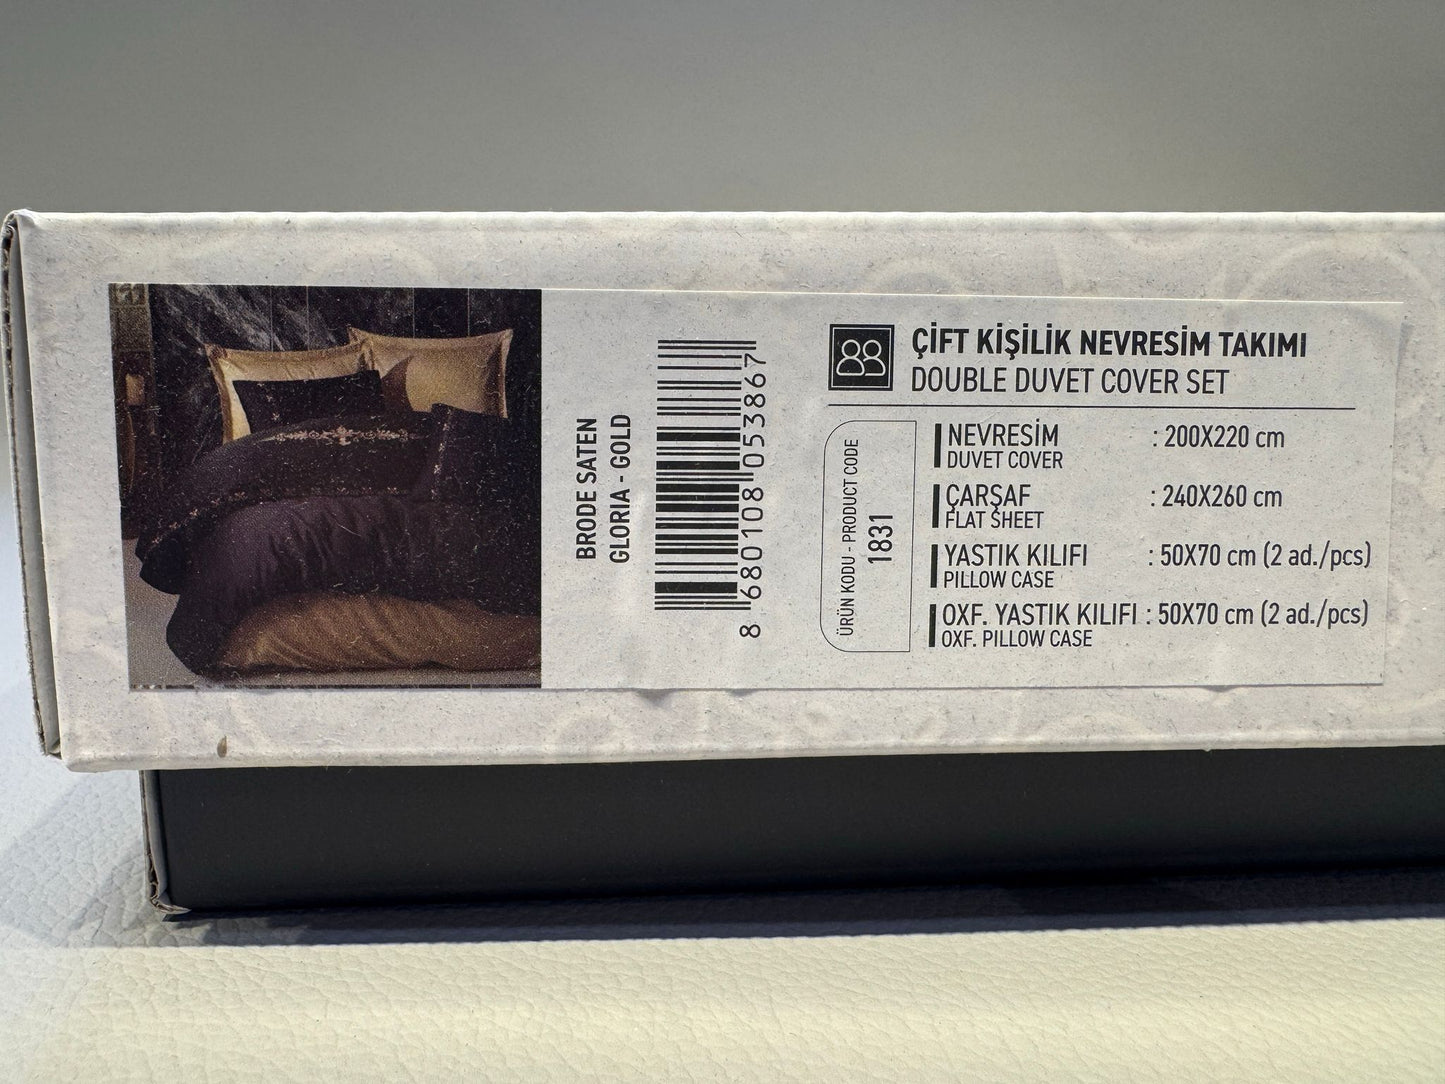 BRODE SATEN
GLORIA - GOLD
8 680108 053867
ÇİFT KİŞİLİK NEVRESİM TAKIMI
DOUBLE DUVET COVER SET
ÜRÜN KODU - PRODUCT CODE
1831
NEVRESİM : 200X220 cm
DUVET COVER
ÇARŞAF : 240X260 cm
FLAT SHEET
YASTIK KILIFI : 50X70 cm (2 ad./pcs)
PILLOW CASE
OXF. YASTIK KILIFI : 50X70 cm (2 ad./pcs)
OXF. PILLOW CASE